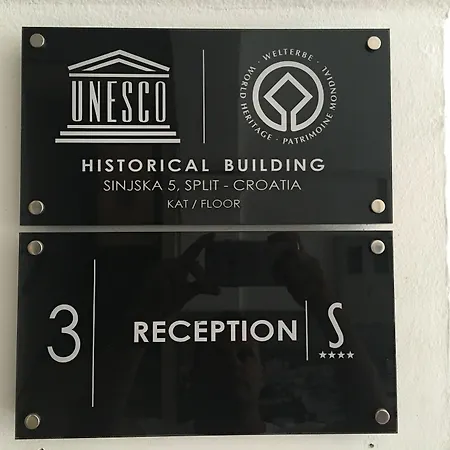 UNESCO
WELTERBE · WORLD HERITAGE · PATRIMOINE MONDIAL ·
HISTORICAL BUILDING
SINJSKA 5, SPLIT - CROATIA
KAT / FLOOR
3
RECEPTION
S
★★★★